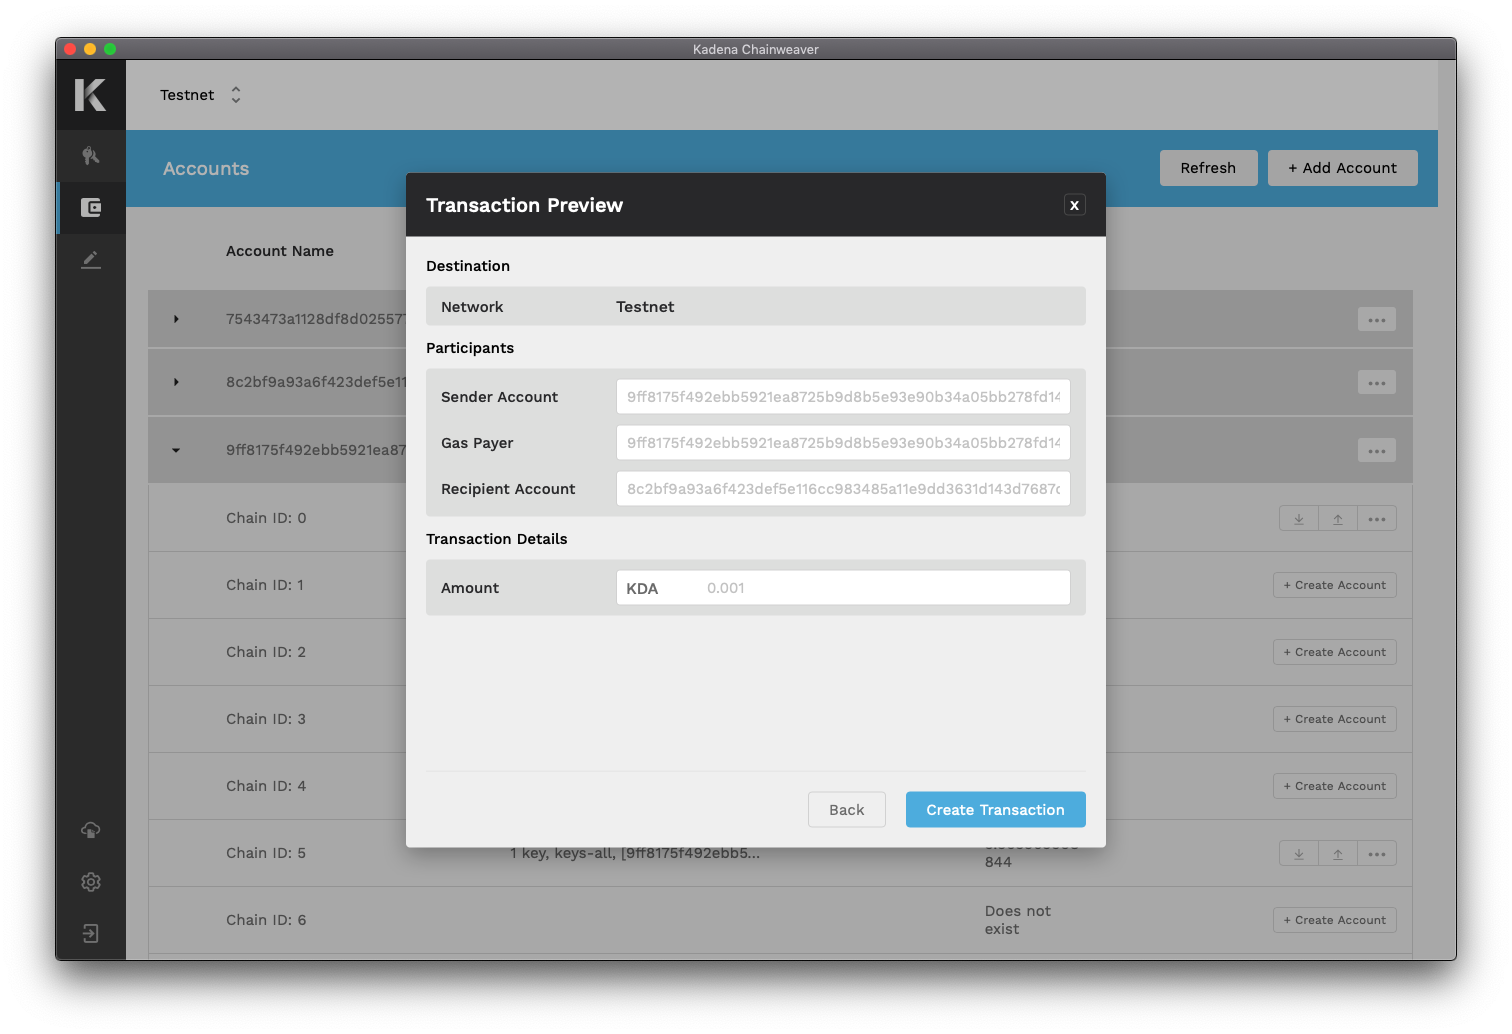 Kadena Chainweaver
Testnet
Accounts
Refresh
+ Add Account
Account Name
7543473a1128df8d025577
8c2bf9a93a6f423def5e11
9ff8175f492ebb5921ea87
Transaction Preview
X
Destination
Network Testnet
Participants
Sender Account 9ff8175f492ebb5921ea8725b9d8b5e93e90b34a05bb278fd14
Gas Payer 9ff8175f492ebb5921ea8725b9d8b5e93e90b34a05bb278fd14
Recipient Account 8c2bf9a93a6f423def5e116cc983485a11e9dd3631d143d7687c
Transaction Details
Amount KDA 0.001
Back
Create Transaction
Chain ID: 0
Chain ID: 1 + Create Account
Chain ID: 2 + Create Account
Chain ID: 3 + Create Account
Chain ID: 4 + Create Account
Chain ID: 5 1 key, keys-all, [9ff8175f492ebb5...
844
Chain ID: 6 Does not + Create Account
exist